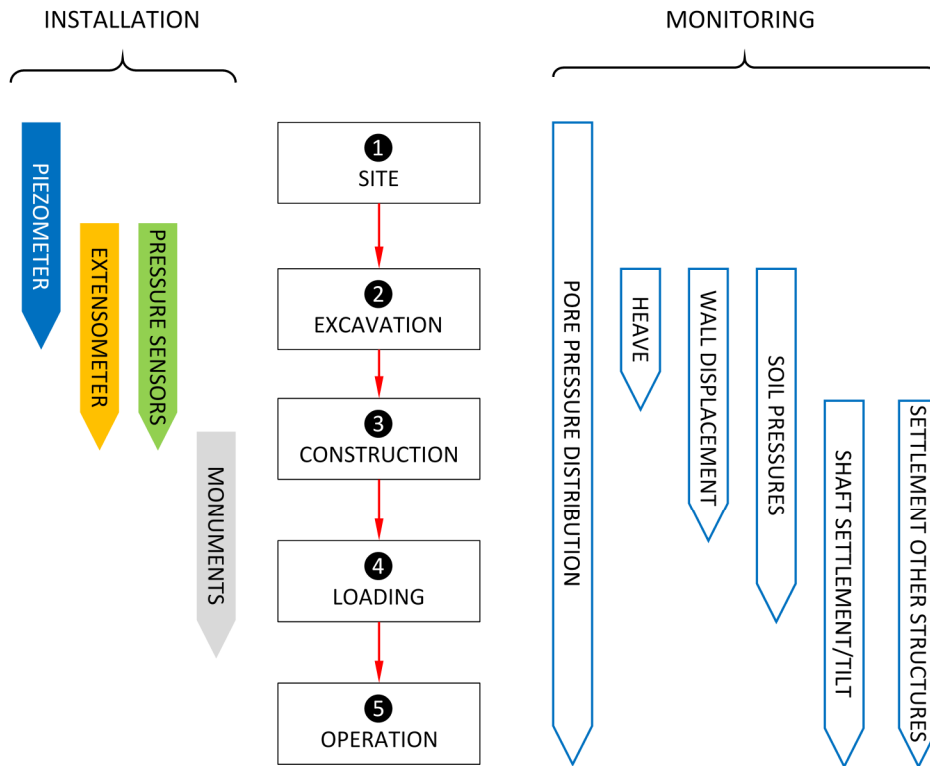 INSTALLATION
MONITORING
PIEZOMETER
EXTENSOMETER
PRESSURE SENSORS
MONUMENTS
1
SITE
2
EXCAVATION
3
CONSTRUCTION
4
LOADING
5
OPERATION
PORE PRESSURE DISTRIBUTION
HEAVE
WALL DISPLACEMENT
SOIL PRESSURES
SHAFT SETTLEMENT/TILT
SETTLEMENT OTHER STRUCTURES